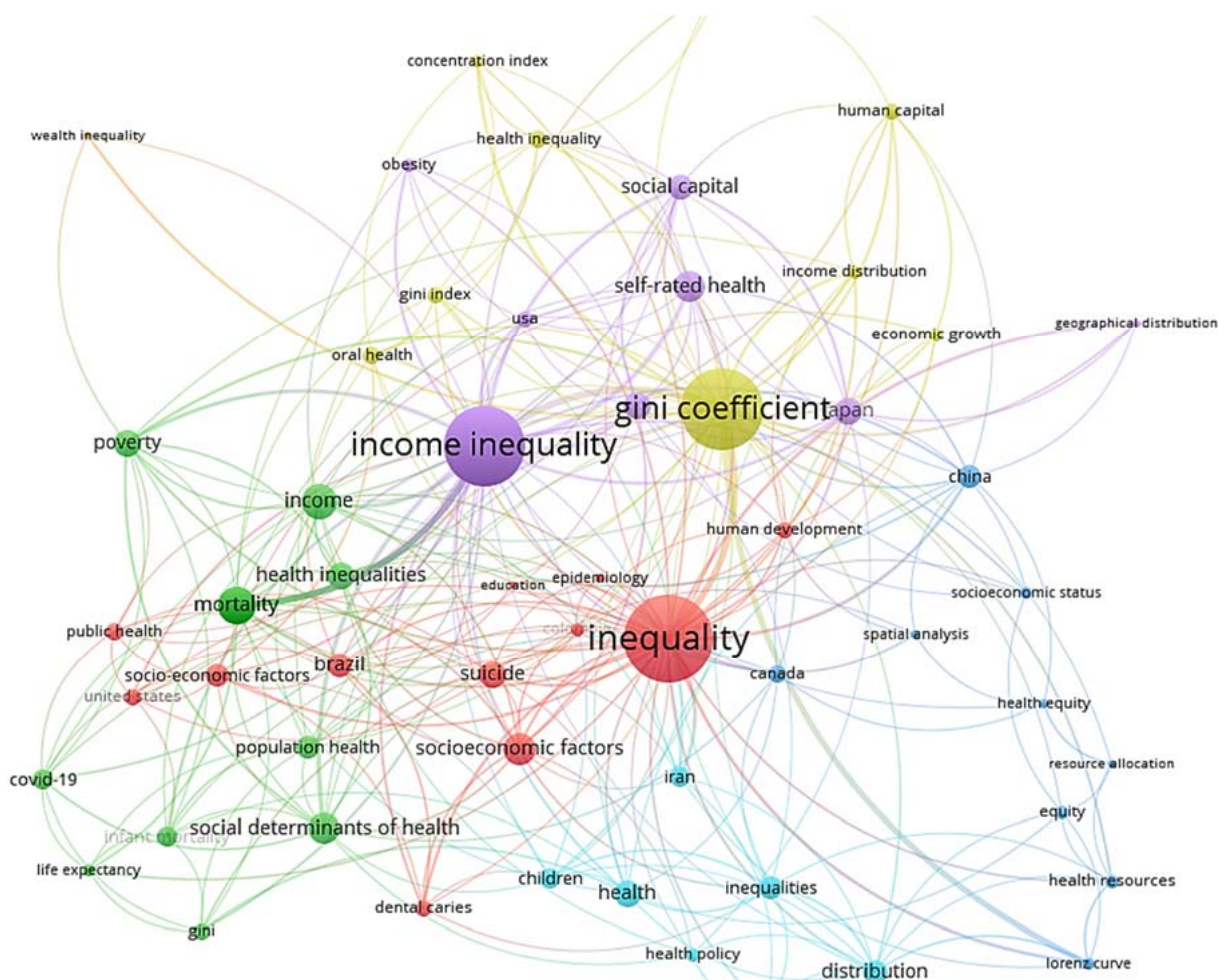 concentration index
human capital
wealth inequality
health inequality
obesity
social capital
income distribution
self-rated health
gini index
usa
geographical distribution
economic growth
oral health
gini coefficient
japan
poverty
income inequality
china
income
human development
health inequalities
epidemiology
education
socioeconomic status
mortality
public health
inequality
spatial analysis
brazil
suicide
socio-economic factors
canada
united states
health equity
population health
socioeconomic factors
resource allocation
covid-19
iran
equity
social determinants of health
infant mortality
life expectancy
children
health
inequalities
health resources
dental caries
gini
health policy
distribution
lorenz curve